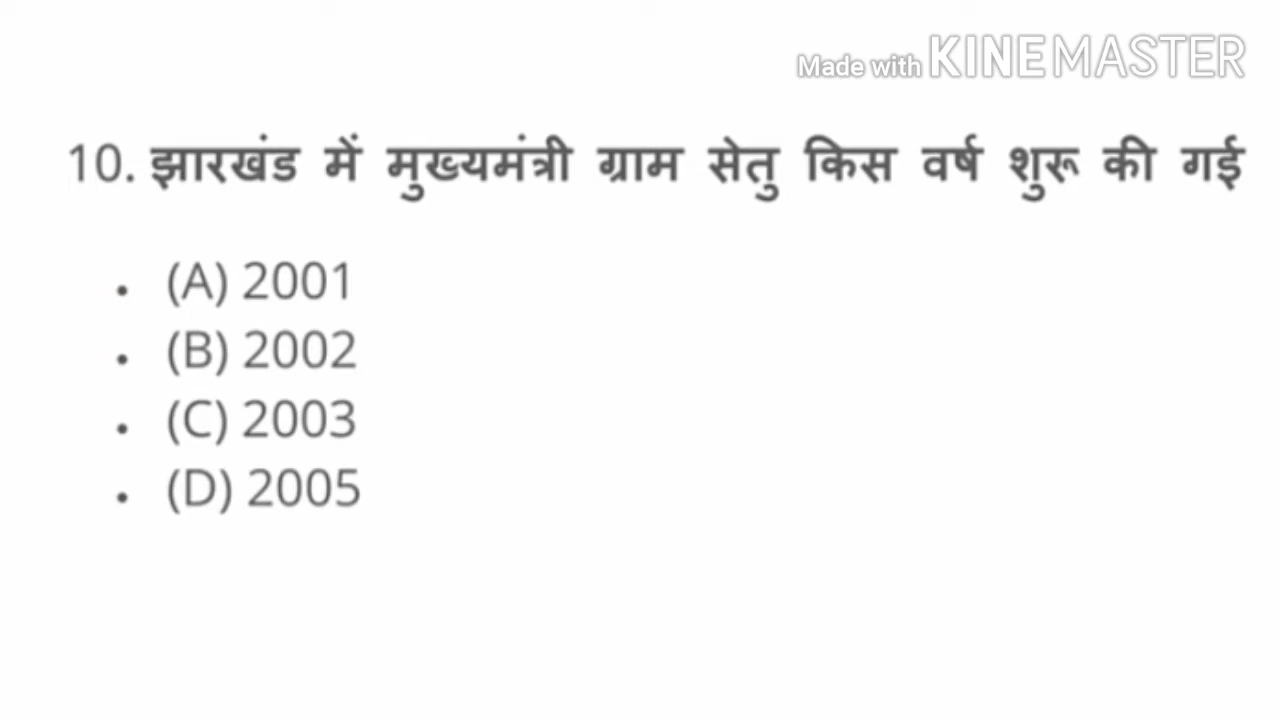 Made with KINEMASTER
10. झारखंड में मुख्यमंत्री ग्राम सेतु किस वर्ष शुरू की गई
• (A) 2001
• (B) 2002
• (C) 2003
• (D) 2005